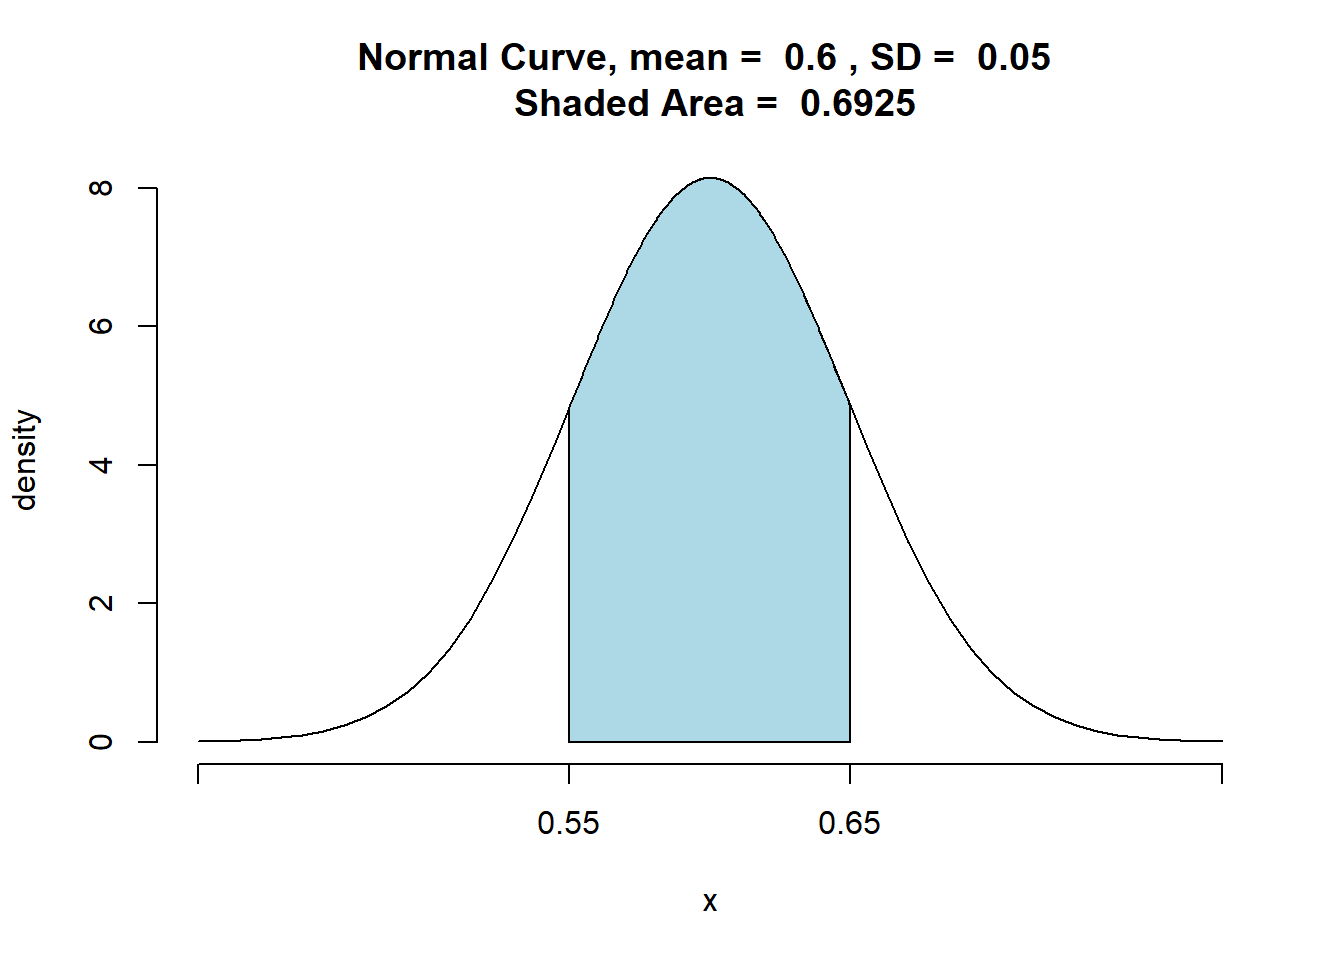 Normal Curve, mean =  0.6 , SD =  0.05
Shaded Area =  0.6925
8
6
4
2
0
density
0.55 0.65
x